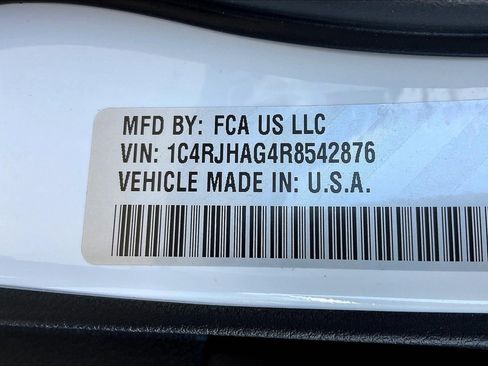 MFD BY: FCA US LLC
VIN: 1C4RJHAG4R8542876
VEHICLE MADE IN: U.S.A.